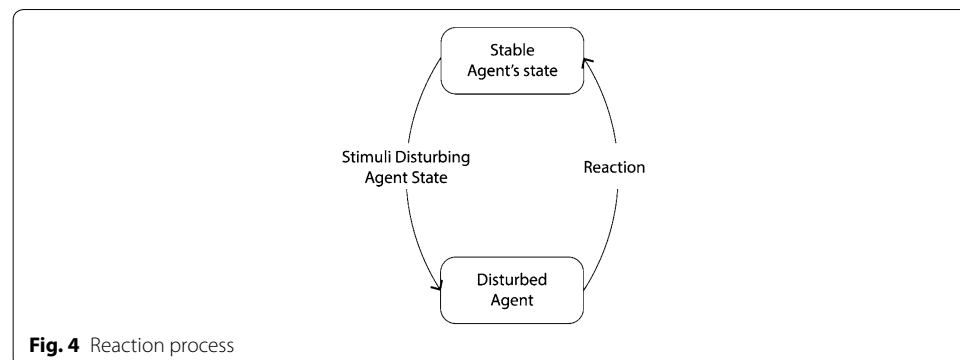 Stable
Agent's state
Stimuli Disturbing
Agent State
Reaction
Disturbed
Agent
Fig. 4 Reaction process